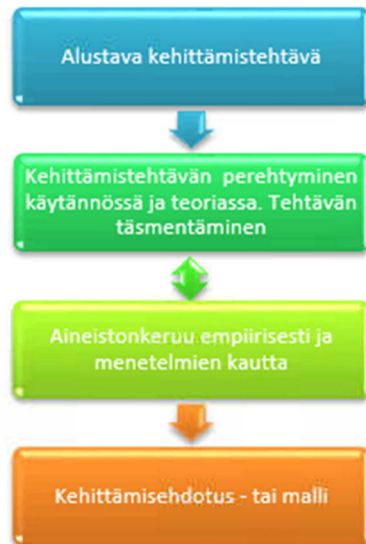 Alustava kehittämistehtävä
Kehittämistehtävän perehtyminen
käytännössä ja teoriassa. Tehtävän
täsmentäminen
Aineistonkeruu empiirisesti ja
menetelmien kautta
Kehittämisehdotus - tai malli